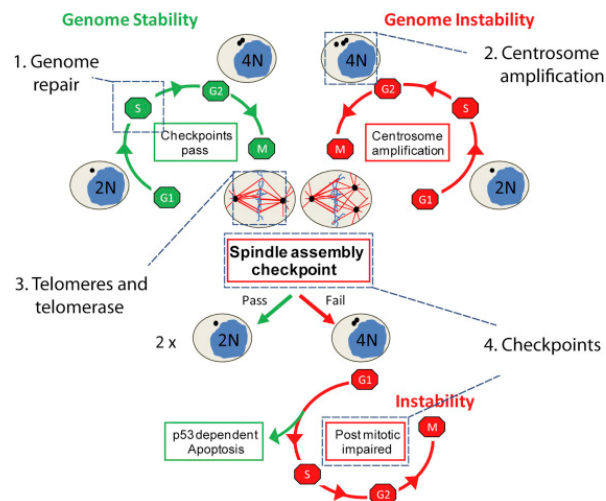 Genome Stability
Genome Instability
1. Genome
repair
2. Centrosome
amplification
4N
4N
G2
G2
S
S
Checkpoints
pass
Centrosome
amplification
M
M
2N
2N
G1
G1
Spindle assembly
checkpoint
3. Telomeres and
telomerase
Pass
Fail
2 x
2N
4N
4. Checkpoints
G1
Instability
p53 dependent
Apoptosis
Post mitotic
impaired
M
S
G2